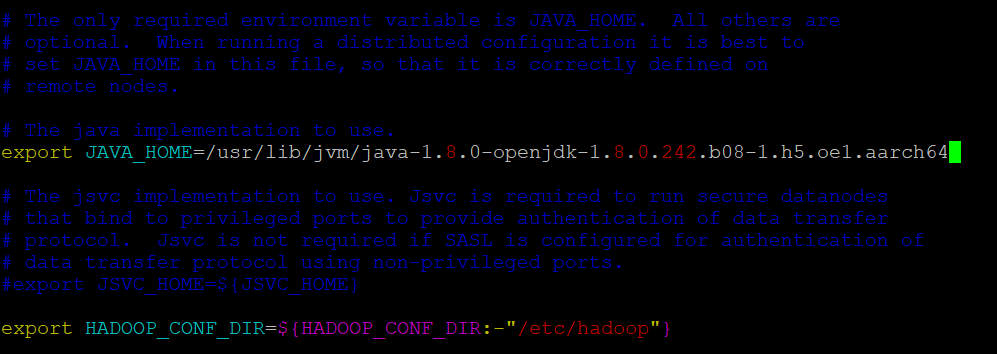 # The only required environment variable is JAVA_HOME.  All others are
# optional.  When running a distributed configuration it is best to
# set JAVA_HOME in this file, so that it is correctly defined on
# remote nodes.
# The java implementation to use.
export JAVA_HOME=/usr/lib/jvm/java-1.8.0-openjdk-1.8.0.242.b08-1.h5.oe1.aarch64
# The jsvc implementation to use. Jsvc is required to run secure datanodes
# that bind to privileged ports to provide authentication of data transfer
# protocol.  Jsvc is not required if SASL is configured for authentication of
# data transfer protocol using non-privileged ports.
#export JSVC_HOME=${JSVC_HOME}
export HADOOP_CONF_DIR=${HADOOP_CONF_DIR:-"/etc/hadoop"}